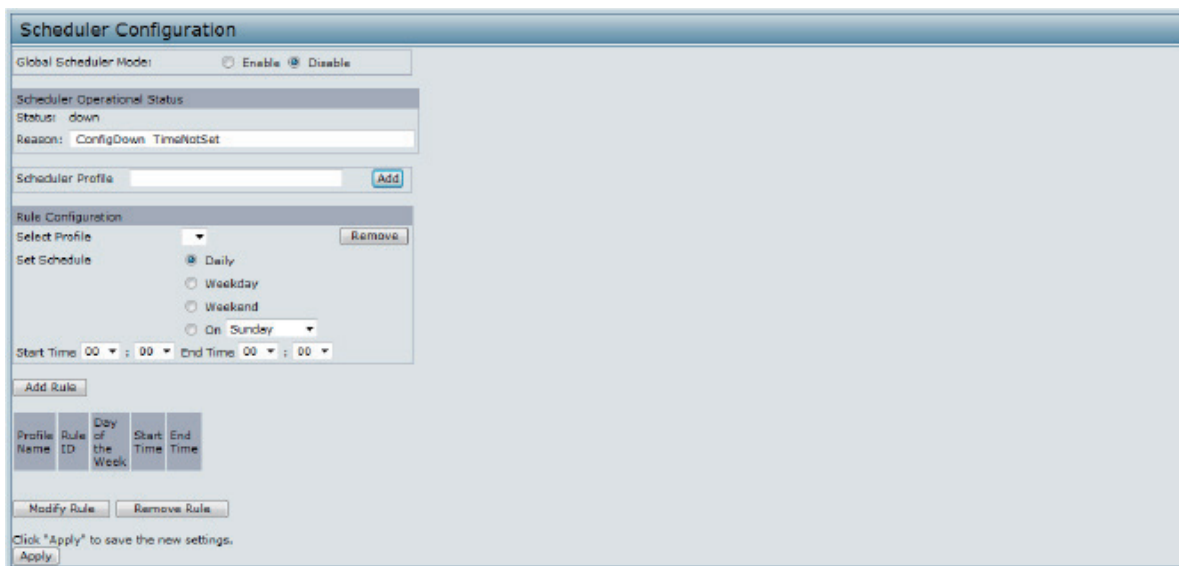 Scheduler Configuration
Global Scheduler Mode: Enable Disable
Scheduler Operational Status
Status: down
Reason: ConfigDown TimeNotSet
Scheduler Profile Add
Rule Configuration
Select Profile Remove
Set Schedule Daily
Weekday
Weekend
On Sunday
Start Time 00 : 00 End Time 00 : 00
Add Rule
Profile Name Rule ID Day of the Week Start Time End Time
Modify Rule Remove Rule
Click "Apply" to save the new settings.
Apply